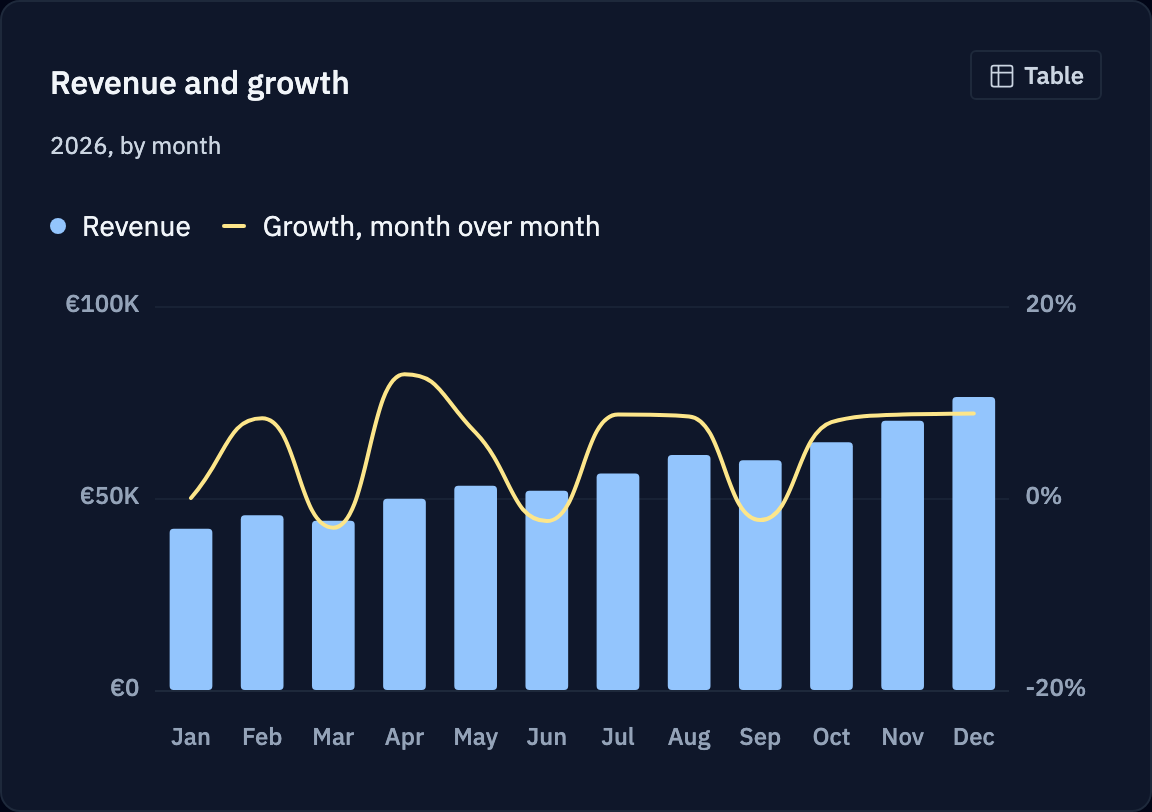 Revenue and growth
Table
2026, by month
Revenue
Growth, month over month
€100K
20%
€50K
0%
€0
-20%
Jan Feb Mar Apr May Jun Jul Aug Sep Oct Nov Dec